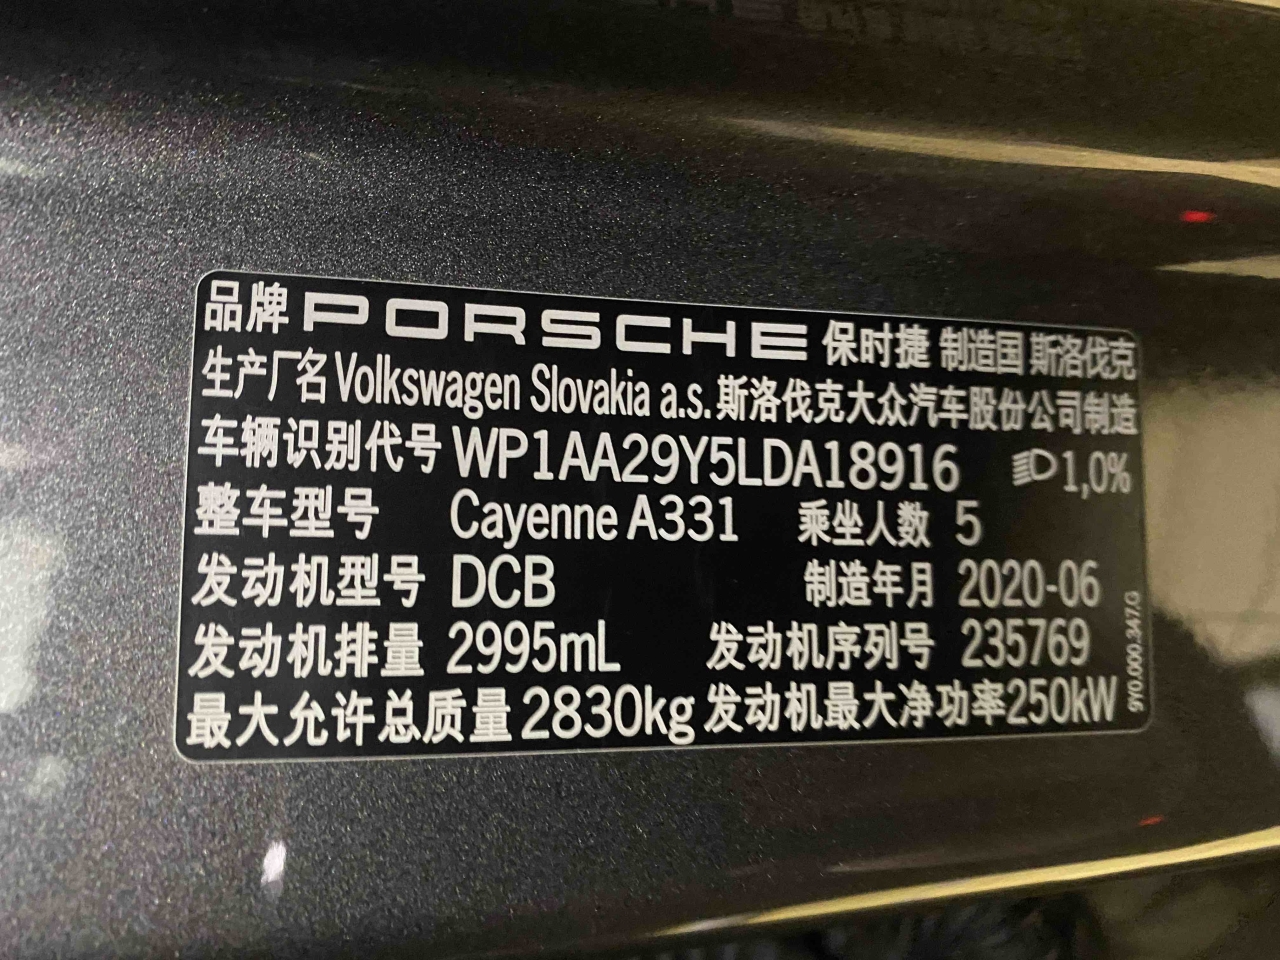 品牌 PORSCHE 保时捷 制造国 斯洛伐克
生产厂名 Volkswagen Slovakia a.s. 斯洛伐克大众汽车股份公司制造
车辆识别代号 WP1AA29Y5LDA18916 1,0%
整车型号 Cayenne A331 乘坐人数 5
发动机型号 DCB 制造年月 2020-06
发动机排量 2995mL 发动机序列号 235769
最大允许总质量 2830kg 发动机最大净功率 250kW
9Y0.000.347.G